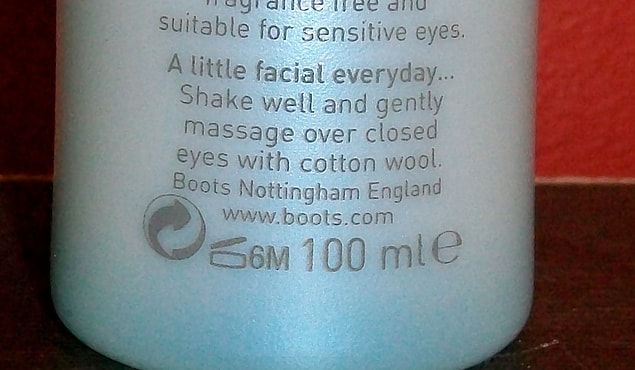 fragrance free and
suitable for sensitive eyes.
A little facial everyday...
Shake well and gently
massage over closed
eyes with cotton wool.
Boots Nottingham England
www.boots.com
6M 100 ml e